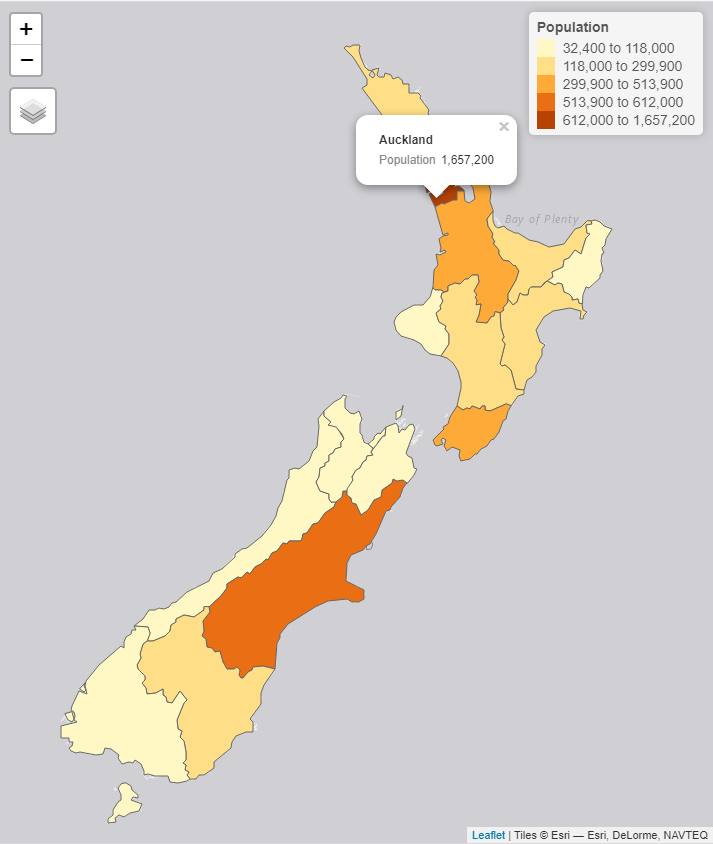 +
−
Population
32,400 to 118,000
118,000 to 299,900
299,900 to 513,900
513,900 to 612,000
612,000 to 1,657,200
×
Auckland
Population 1,657,200
Bay of Plenty
Leaflet | Tiles © Esri — Esri, DeLorme, NAVTEQ